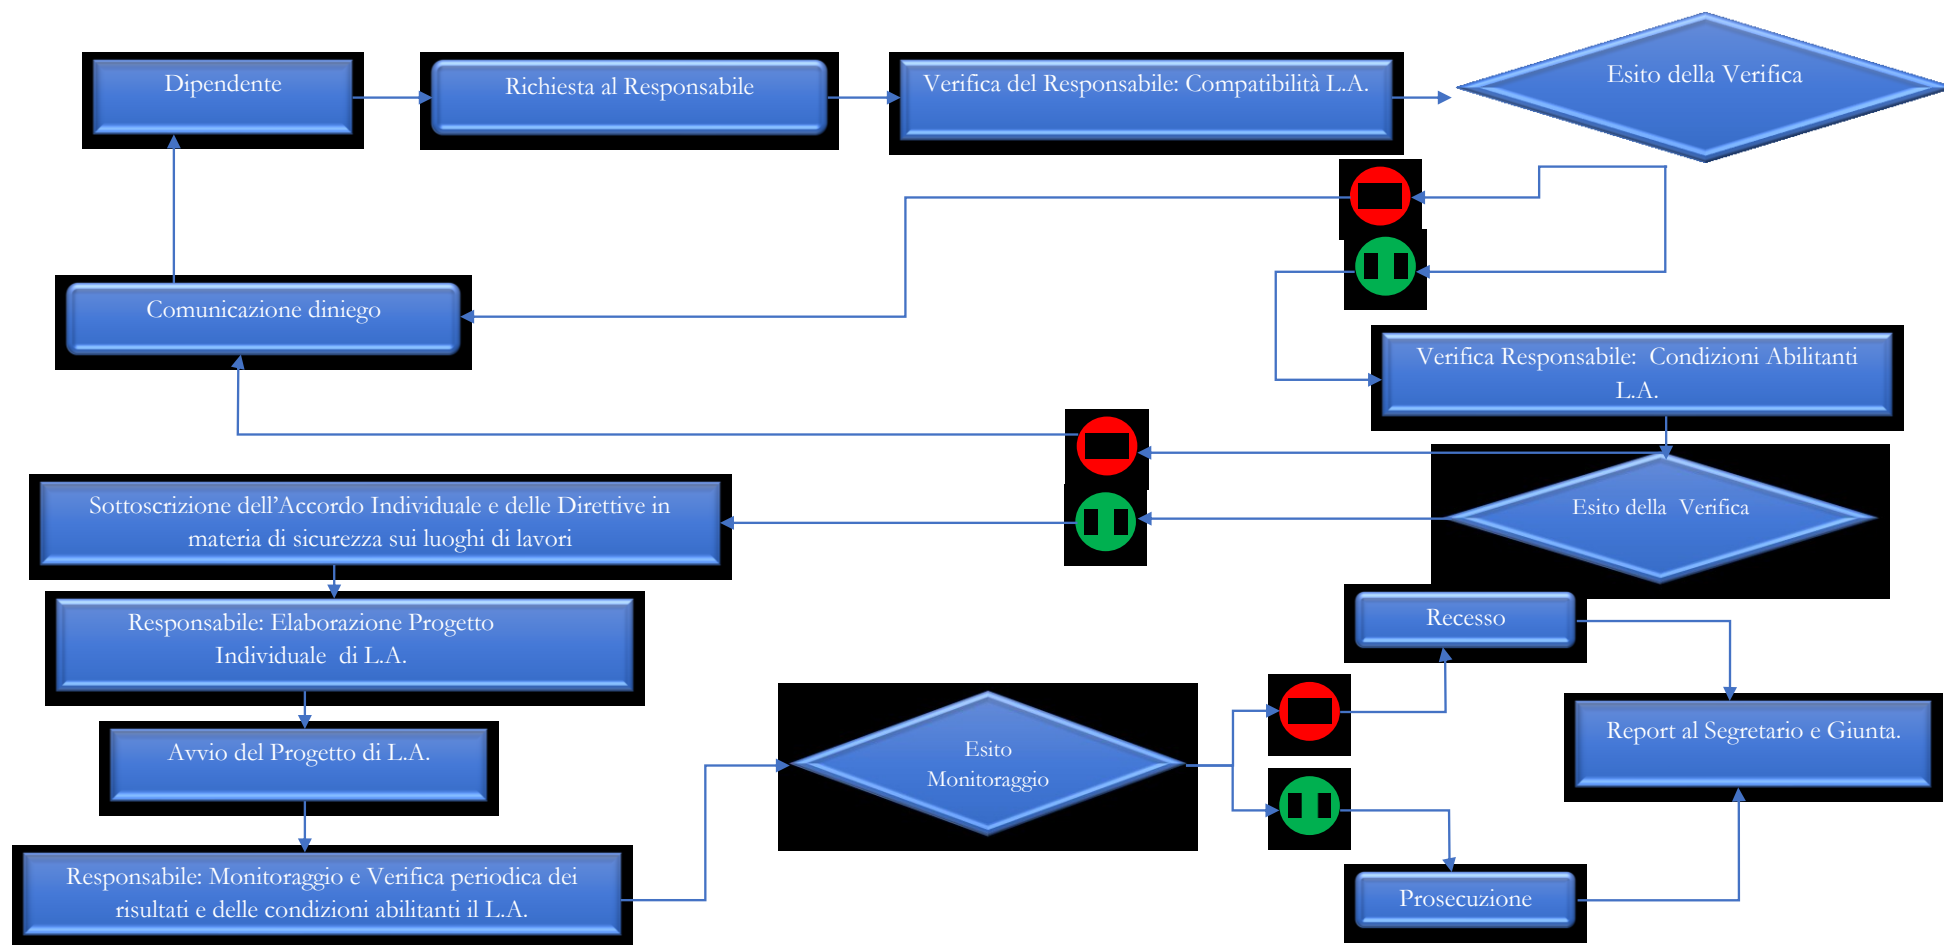 Dipendente
Richiesta al Responsabile
Verifica del Responsabile: Compatibilità L.A.
Esito della Verifica
Comunicazione diniego
Verifica Responsabile:  Condizioni Abilitanti
L.A.
Sottoscrizione dell’Accordo Individuale e delle Direttive in
materia di sicurezza sui luoghi di lavori
Esito della  Verifica
Responsabile: Elaborazione Progetto
Individuale  di L.A.
Recesso
Avvio del Progetto di L.A.
Esito
Monitoraggio
Report al Segretario e Giunta.
Responsabile: Monitoraggio e Verifica periodica dei
risultati e delle condizioni abilitanti il L.A.
Prosecuzione